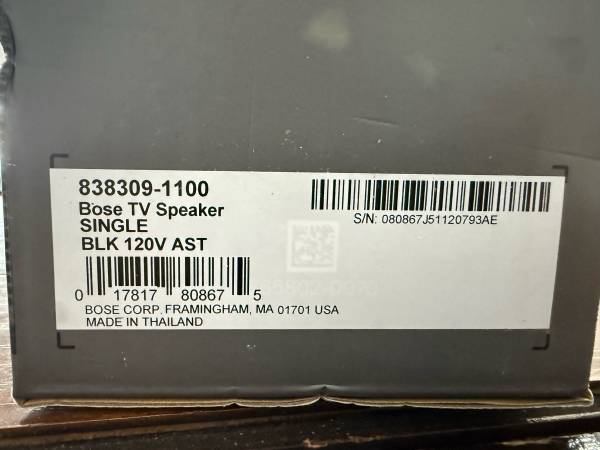 838309-1100
Bose TV Speaker
SINGLE
BLK 120V AST
0 17817 80867 5
BOSE CORP. FRAMINGHAM, MA 01701 USA
MADE IN THAILAND
S/N: 080867J51120793AE